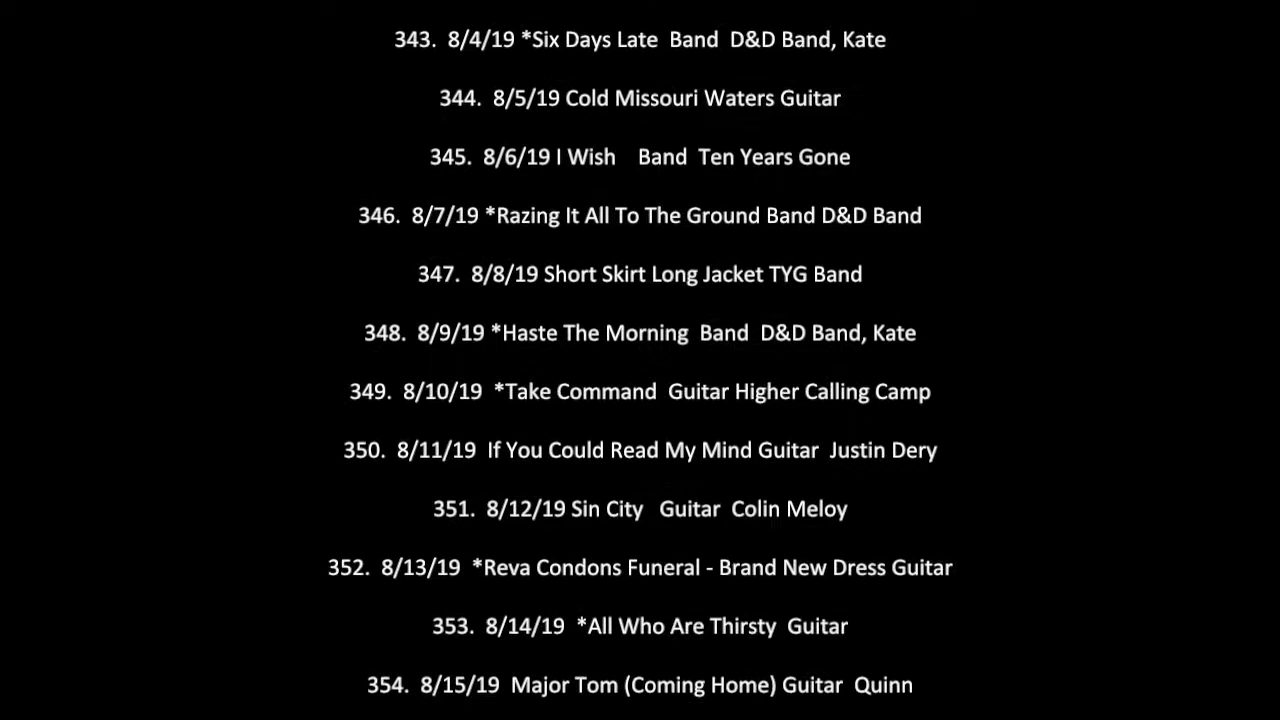 343. 8/4/19 *Six Days Late Band D&D Band, Kate
344. 8/5/19 Cold Missouri Waters Guitar
345. 8/6/19 I Wish Band Ten Years Gone
346. 8/7/19 *Razing It All To The Ground Band D&D Band
347. 8/8/19 Short Skirt Long Jacket TYG Band
348. 8/9/19 *Haste The Morning Band D&D Band, Kate
349. 8/10/19 *Take Command Guitar Higher Calling Camp
350. 8/11/19 If You Could Read My Mind Guitar Justin Dery
351. 8/12/19 Sin City Guitar Colin Meloy
352. 8/13/19 *Reva Condons Funeral - Brand New Dress Guitar
353. 8/14/19 *All Who Are Thirsty Guitar
354. 8/15/19 Major Tom (Coming Home) Guitar Quinn